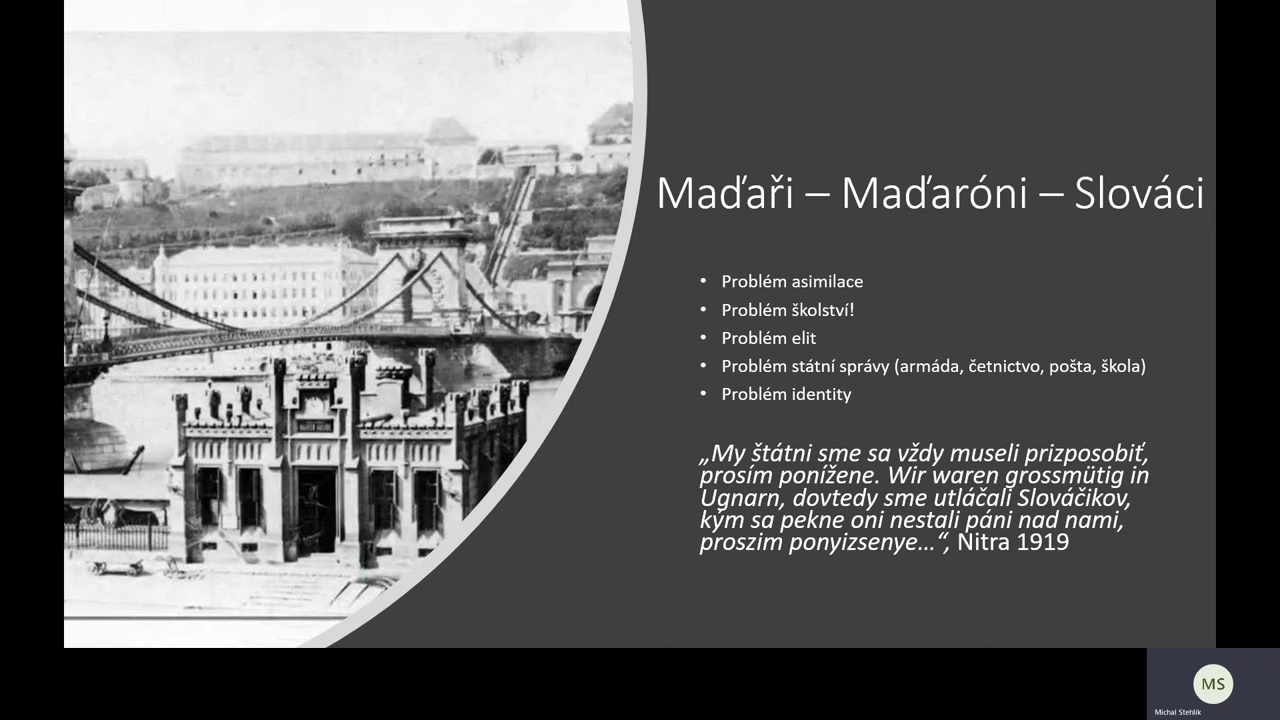 Maďaři – Maďaróni – Slováci
• Problém asimilace
• Problém školství!
• Problém elit
• Problém státní správy (armáda, četnictvo, pošta, škola)
• Problém identity
„My štátni sme sa vždy museli prizposobiť,
prosím ponížene. Wir waren grossmütig in
Ugnarn, dovtedy sme utláčali Slováčikov,
kým sa pekne oni nestali páni nad nami,
proszim ponyizsenye…“, Nitra 1919
MS
Michal Stehlík